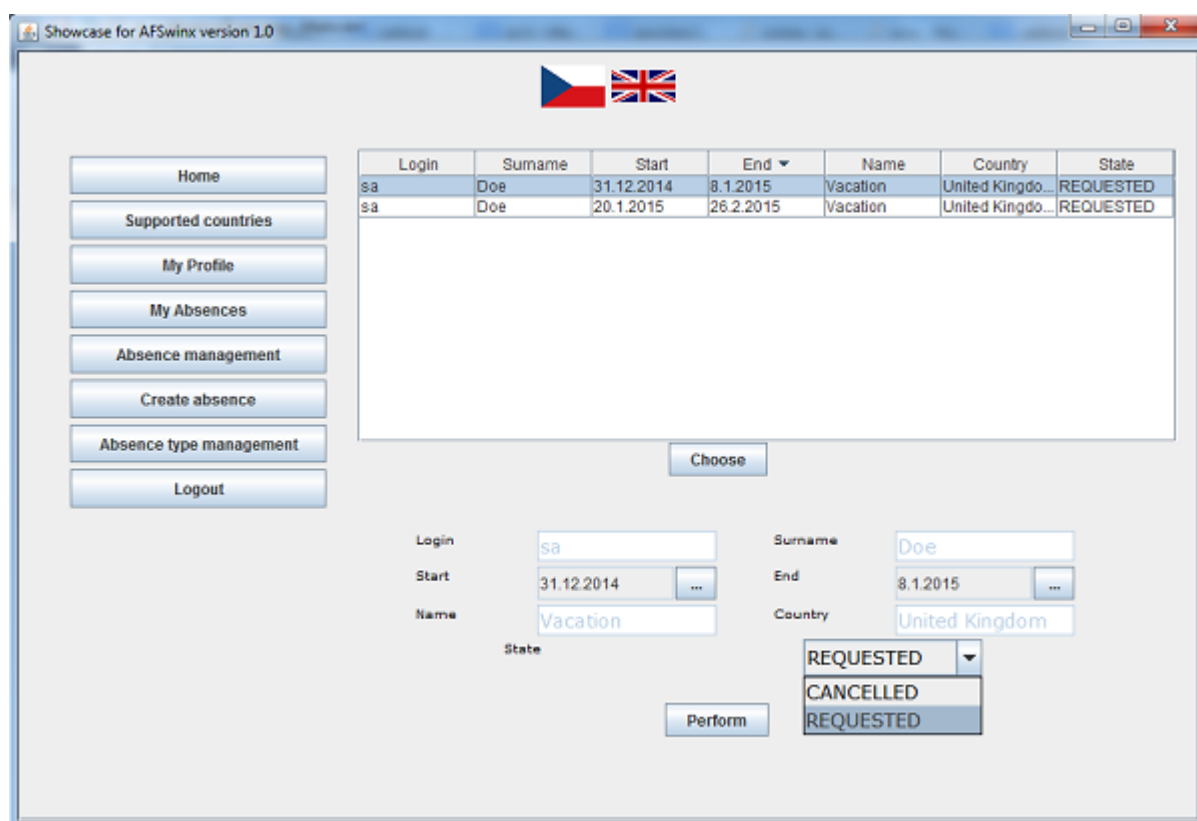 Showcase for AFSwinx version 1.0
Home
Supported countries
My Profile
My Absences
Absence management
Create absence
Absence type management
Logout
Login Surname Start End Name Country State
sa Doe 31.12.2014 8.1.2015 Vacation United Kingdo... REQUESTED
sa Doe 20.1.2015 26.2.2015 Vacation United Kingdo... REQUESTED
Choose
Login sa Surname Doe
Start 31.12.2014 ... End 8.1.2015 ...
Name Vacation Country United Kingdom
State REQUESTED
CANCELLED
REQUESTED
Perform